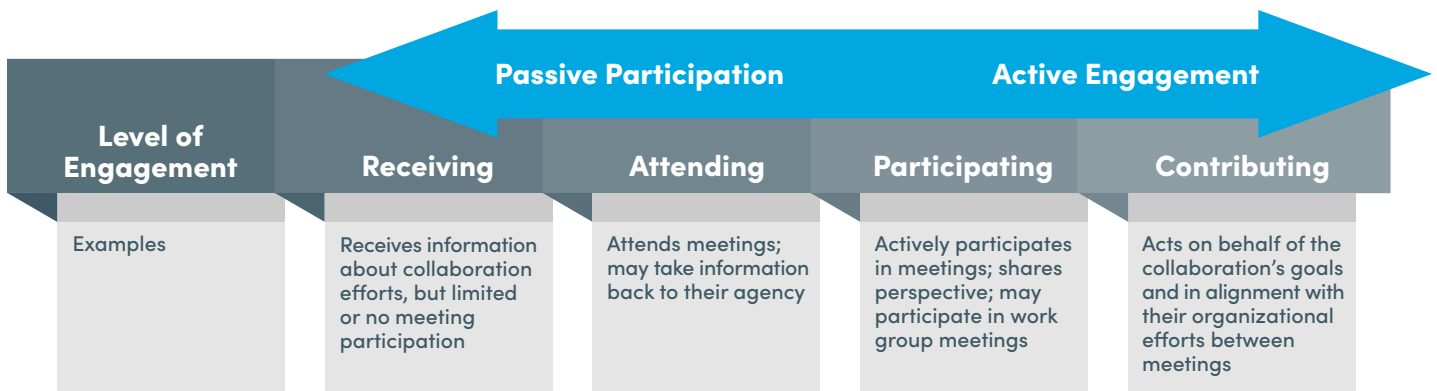 Passive Participation
Active Engagement
Level of
Engagement
Receiving
Attending
Participating
Contributing
Examples
Receives information
about collaboration
efforts, but limited
or no meeting
participation
Attends meetings;
may take information
back to their agency
Actively participates
in meetings; shares
perspective; may
participate in work
group meetings
Acts on behalf of the
collaboration’s goals
and in alignment with
their organizational
efforts between
meetings